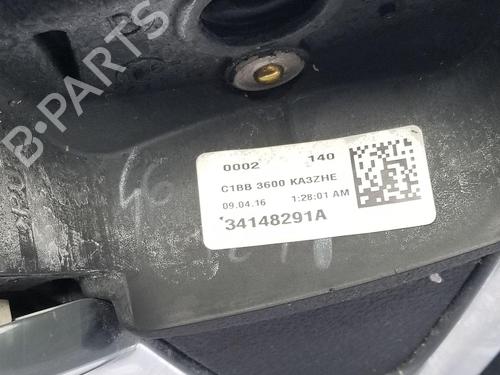 B-PARTS
0002 140
C1BB 3600 KA3ZHE
09.04.16 1:28:01 AM
34148291A